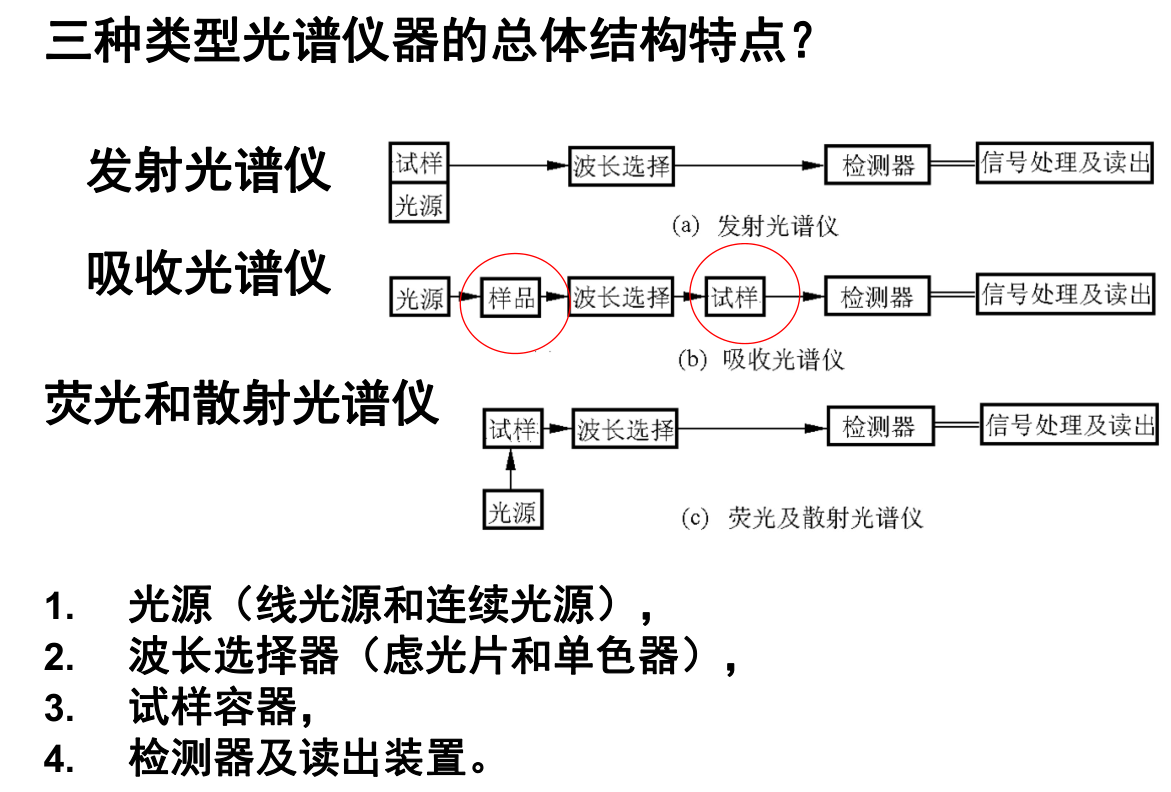 三种类型光谱仪器的总体结构特点？
发射光谱仪
试样 波长选择 检测器 信号处理及读出
光源
(a) 发射光谱仪
吸收光谱仪
光源 样品 波长选择 试样 检测器 信号处理及读出
(b) 吸收光谱仪
荧光和散射光谱仪
试样 波长选择 检测器 信号处理及读出
光源
(c) 荧光及散射光谱仪
1. 光源（线光源和连续光源），
2. 波长选择器（虑光片和单色器），
3. 试样容器，
4. 检测器及读出装置。